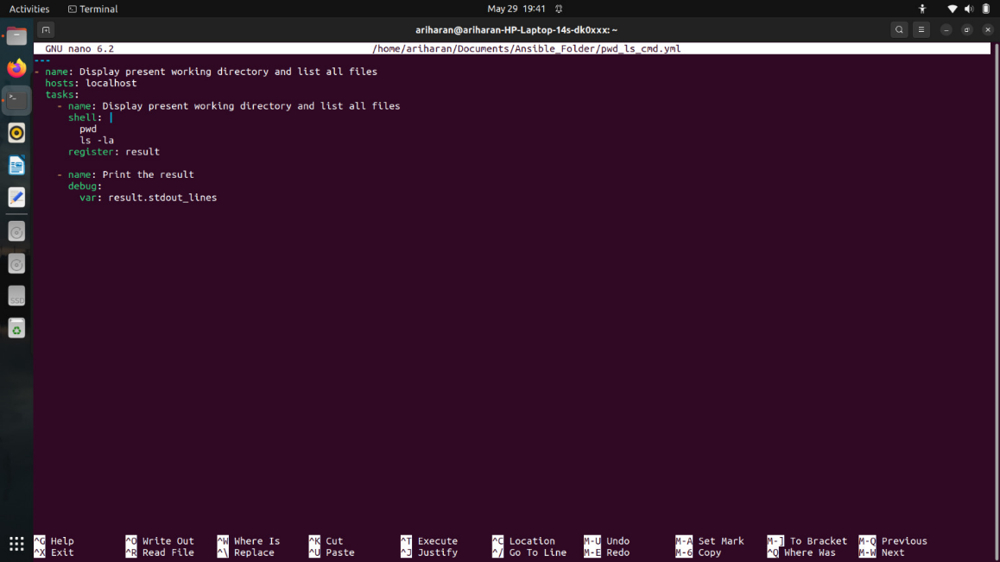 Activities Terminal May 29 19:41
ariharan@ariharan-HP-Laptop-14s-dk0xxx: ~
GNU nano 6.2 /home/ariharan/Documents/Ansible_Folder/pwd_ls_cmd.yml
---
- name: Display present working directory and list all files
  hosts: localhost
  tasks:
    - name: Display present working directory and list all files
      shell: |
        pwd
        ls -la
      register: result

    - name: Print the result
      debug:
        var: result.stdout_lines
SSD
^G Help ^O Write Out ^W Where Is ^K Cut ^T Execute ^C Location M-U Undo M-A Set Mark M-] To Bracket M-Q Previous
^X Exit ^R Read File ^\ Replace ^U Paste ^J Justify ^/ Go To Line M-E Redo M-6 Copy ^Q Where Was M-W Next